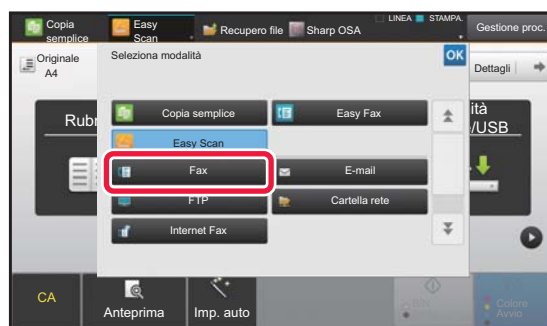 Copia
semplice
Easy
Scan
Recupero file
Sharp OSA
LINEA
STAMPA.
Gestione proc.
Originale
A4
Seleziona modalità
OK
Dettagli
Rubr
ità
/USB
Copia semplice
Easy Fax
Easy Scan
Fax
E-mail
FTP
Cartella rete
Internet Fax
CA
Anteprima
Imp. auto
Colore
Avvio